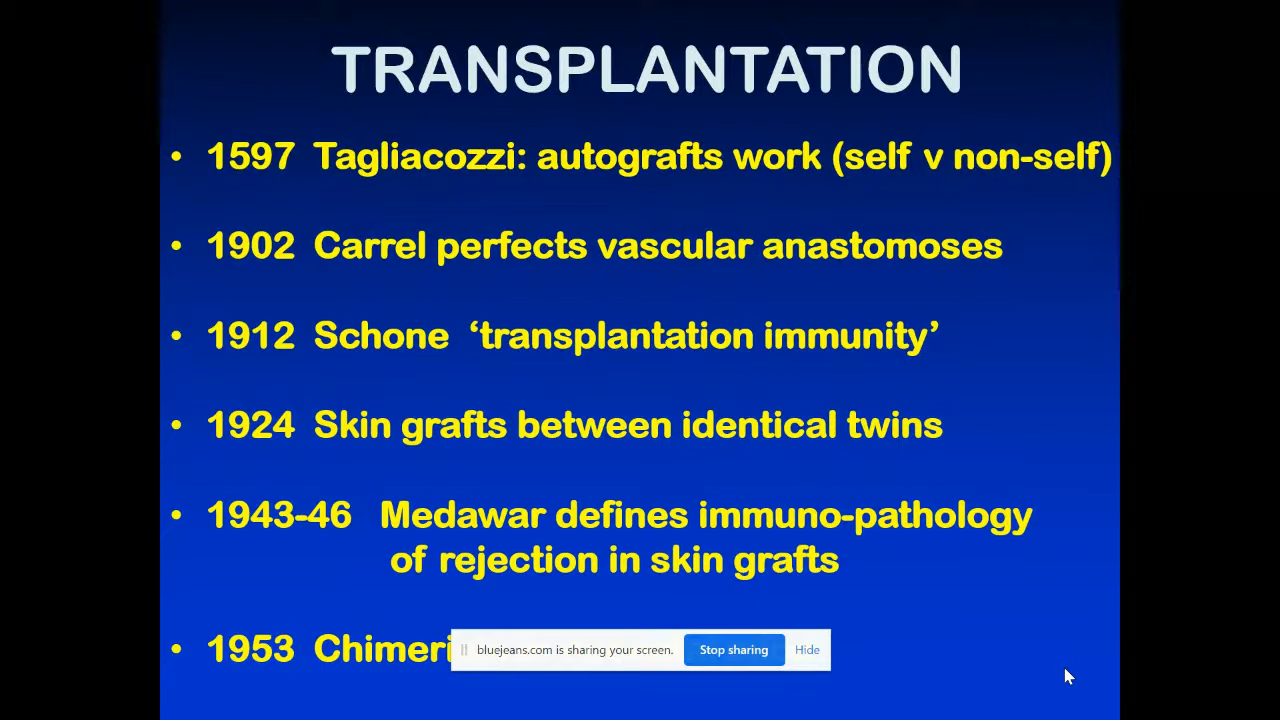 TRANSPLANTATION
• 1597 Tagliacozzi: autografts work (self v non-self)
• 1902 Carrel perfects vascular anastomoses
• 1912 Schone ‘transplantation immunity’
• 1924 Skin grafts between identical twins
• 1943-46 Medawar defines immuno-pathology
of rejection in skin grafts
• 1953
bluejeans.com is sharing your screen. Stop sharing Hide